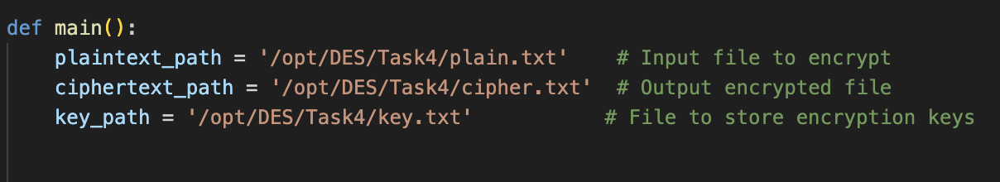 def main():
    plaintext_path = '/opt/DES/Task4/plain.txt'    # Input file to encrypt
    ciphertext_path = '/opt/DES/Task4/cipher.txt'  # Output encrypted file
    key_path = '/opt/DES/Task4/key.txt'           # File to store encryption keys